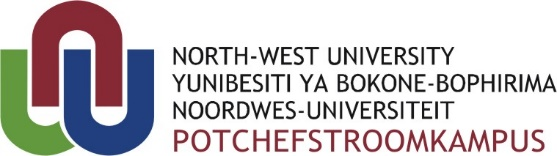 NORTH-WEST UNIVERSITY
YUNIBESITI YA BOKONE-BOPHIRIMA
NOORDWES-UNIVERSITEIT
POTCHEFSTROOMKAMPUS